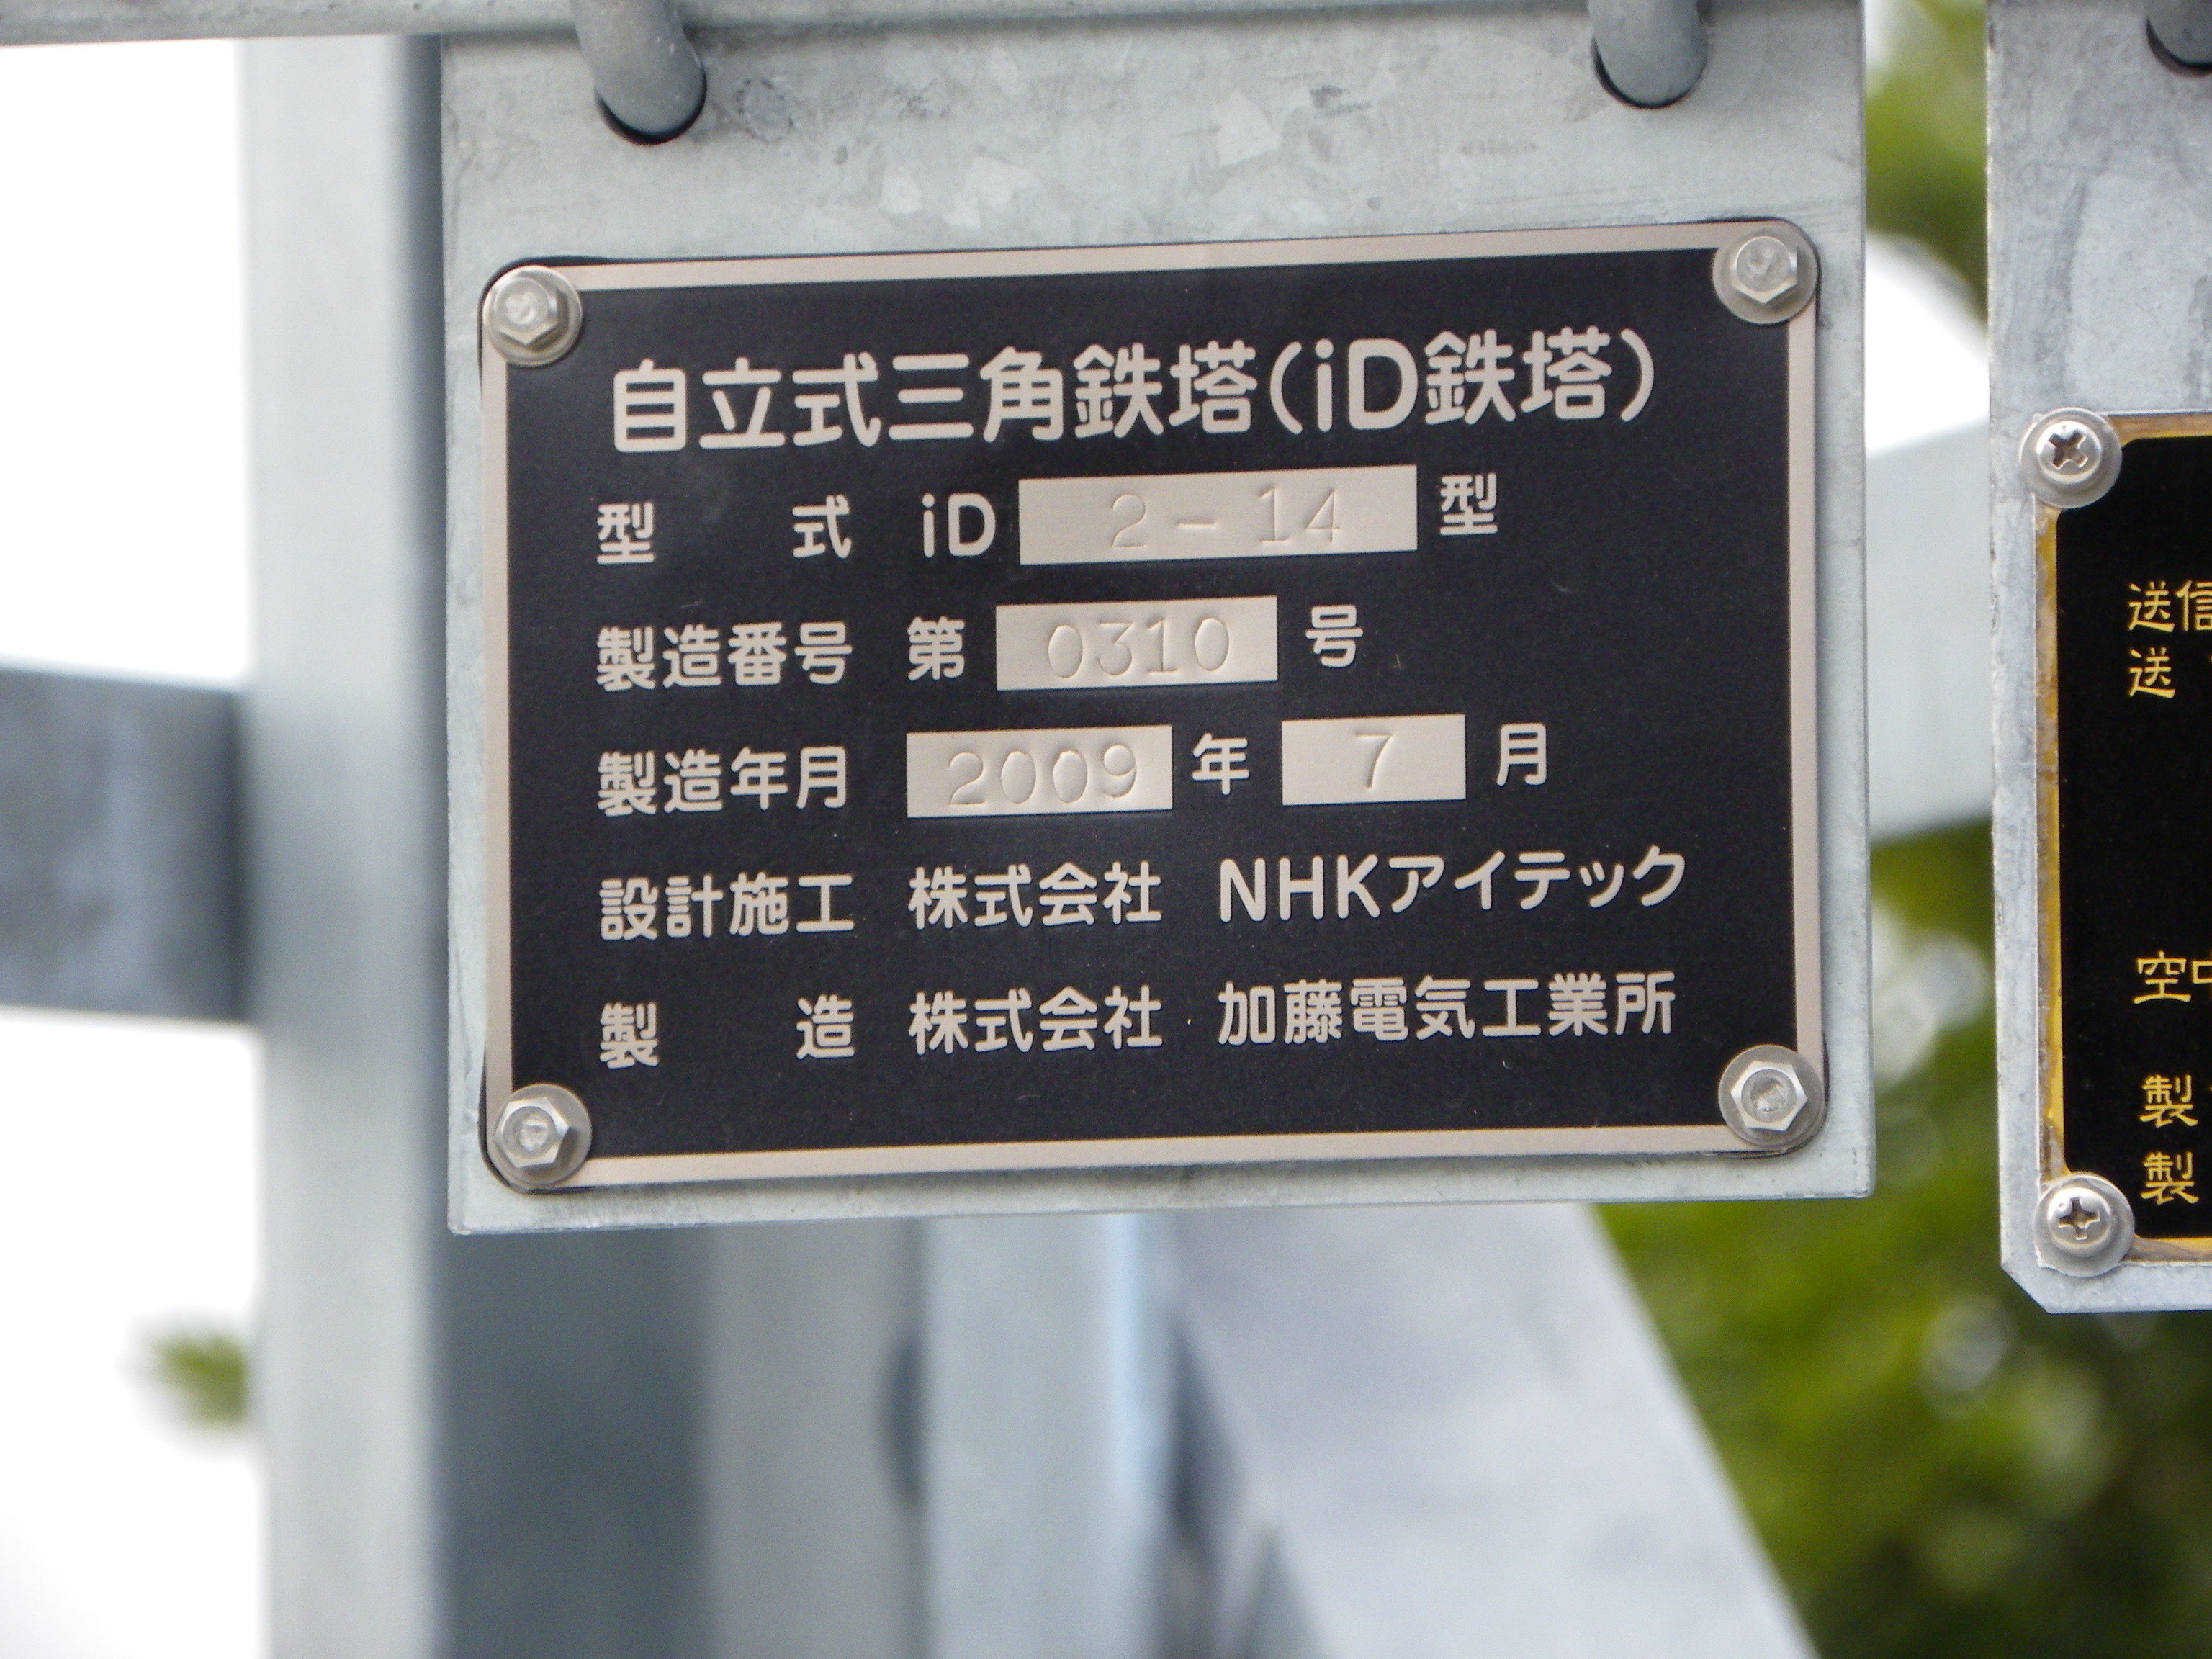 自立式三角鉄塔(iD鉄塔)
型 式 iD 2-14 型
製造番号 第 0310 号
製造年月 2009 年 7 月
設計施工 株式会社 NHKアイテック
製 造 株式会社 加藤電気工業所
送信
送
空中
製
製